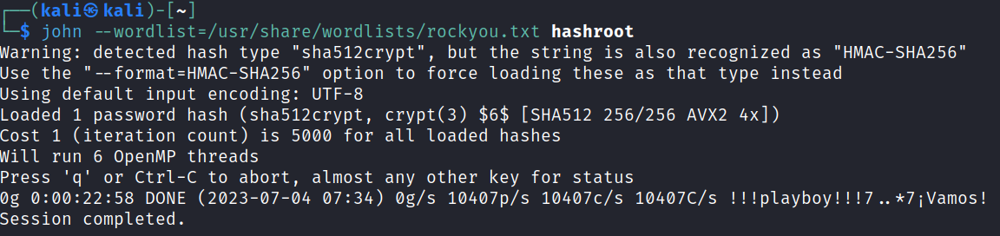 ┌──(kali㉿kali)-[~]
└─$ john --wordlist=/usr/share/wordlists/rockyou.txt hashroot
Warning: detected hash type "sha512crypt", but the string is also recognized as "HMAC-SHA256"
Use the "--format=HMAC-SHA256" option to force loading these as that type instead
Using default input encoding: UTF-8
Loaded 1 password hash (sha512crypt, crypt(3) $6$ [SHA512 256/256 AVX2 4x])
Cost 1 (iteration count) is 5000 for all loaded hashes
Will run 6 OpenMP threads
Press 'q' or Ctrl-C to abort, almost any other key for status
0g 0:00:22:58 DONE (2023-07-04 07:34) 0g/s 10407p/s 10407c/s 10407C/s !!!playboy!!!7..*7¡Vamos!
Session completed.